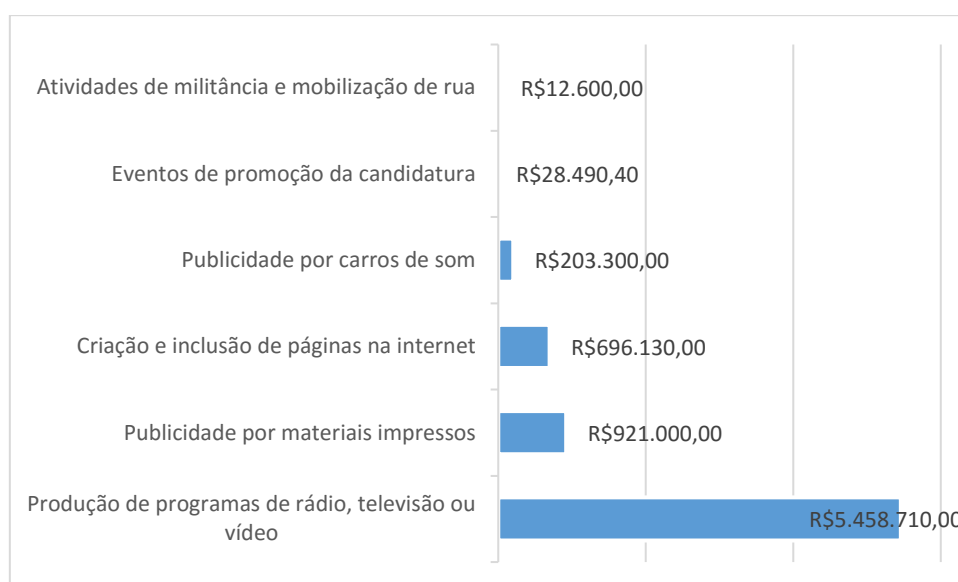 Atividades de militância e mobilização de rua
R$12.600,00
Eventos de promoção da candidatura
R$28.490,40
Publicidade por carros de som
R$203.300,00
Criação e inclusão de páginas na internet
R$696.130,00
Publicidade por materiais impressos
R$921.000,00
Produção de programas de rádio, televisão ou
vídeo
R$5.458.710,00